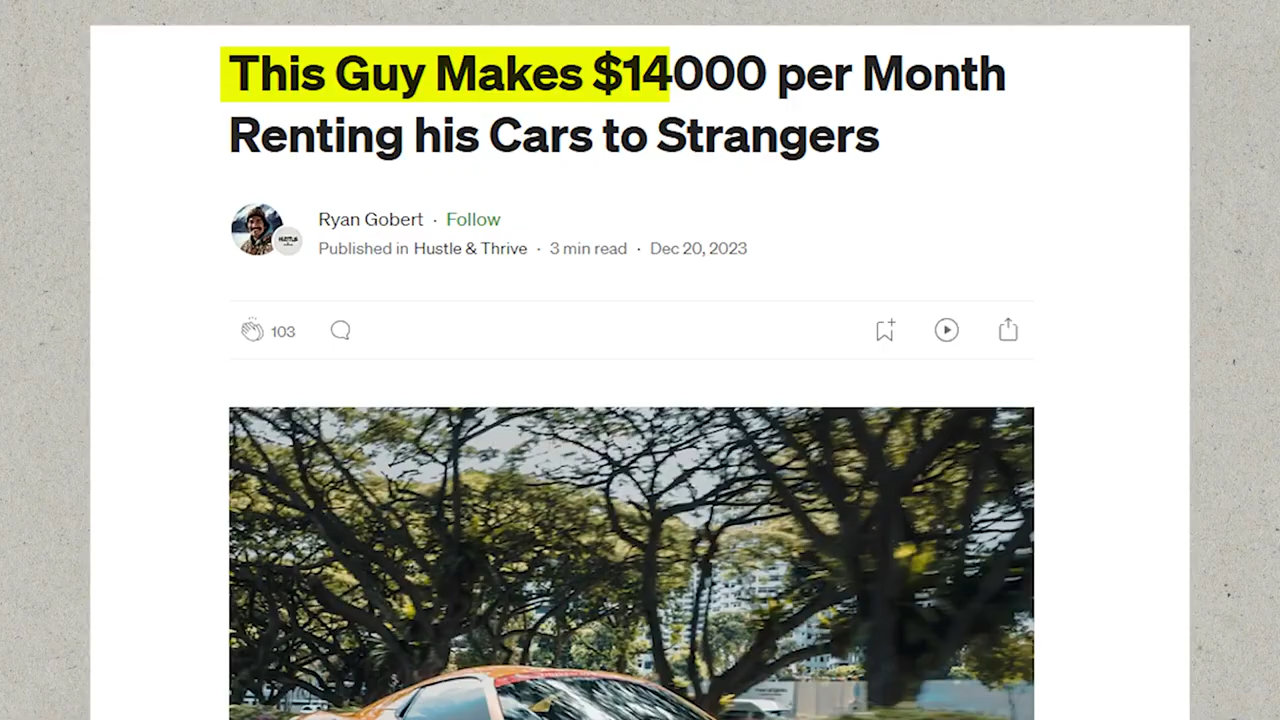 This Guy Makes $14000 per Month
Renting his Cars to Strangers
Ryan Gobert · Follow
Published in Hustle & Thrive · 3 min read · Dec 20, 2023
103